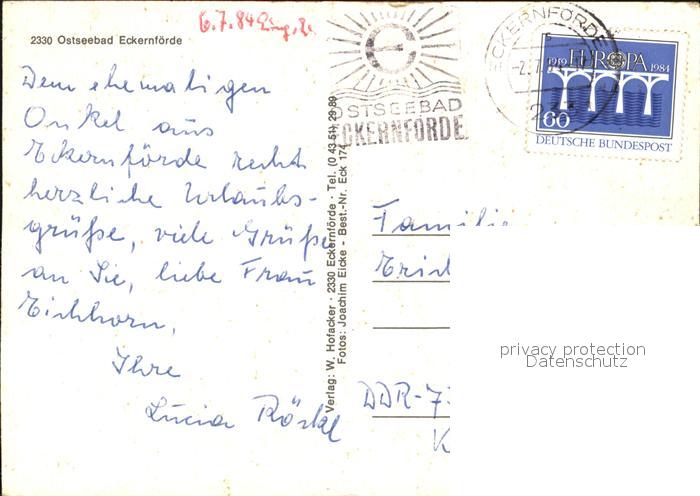 6.7.84
2330 Ostseebad Eckernförde
Dem ehemaligen
Onkel aus
Eckernförde recht
herzliche Urlaubs-
grüße, viele Grüße
an Sie, liebe Frau
Eichhorn,
Ihre
Lucia
Verlag: W. Hofacker · 2330 Eckernförde · Tel. (0 43 51) 29 89
Fotos: Joachim Eicke - Best.-Nr. Eck 174
OSTSEEBAD
ECKERNFÖRDE
ECKERNFÖRDE
1959 EUROPA 1984
60
DEUTSCHE BUNDESPOST
Familie
Erich
DDR-7
K
privacy protection
Datenschutz